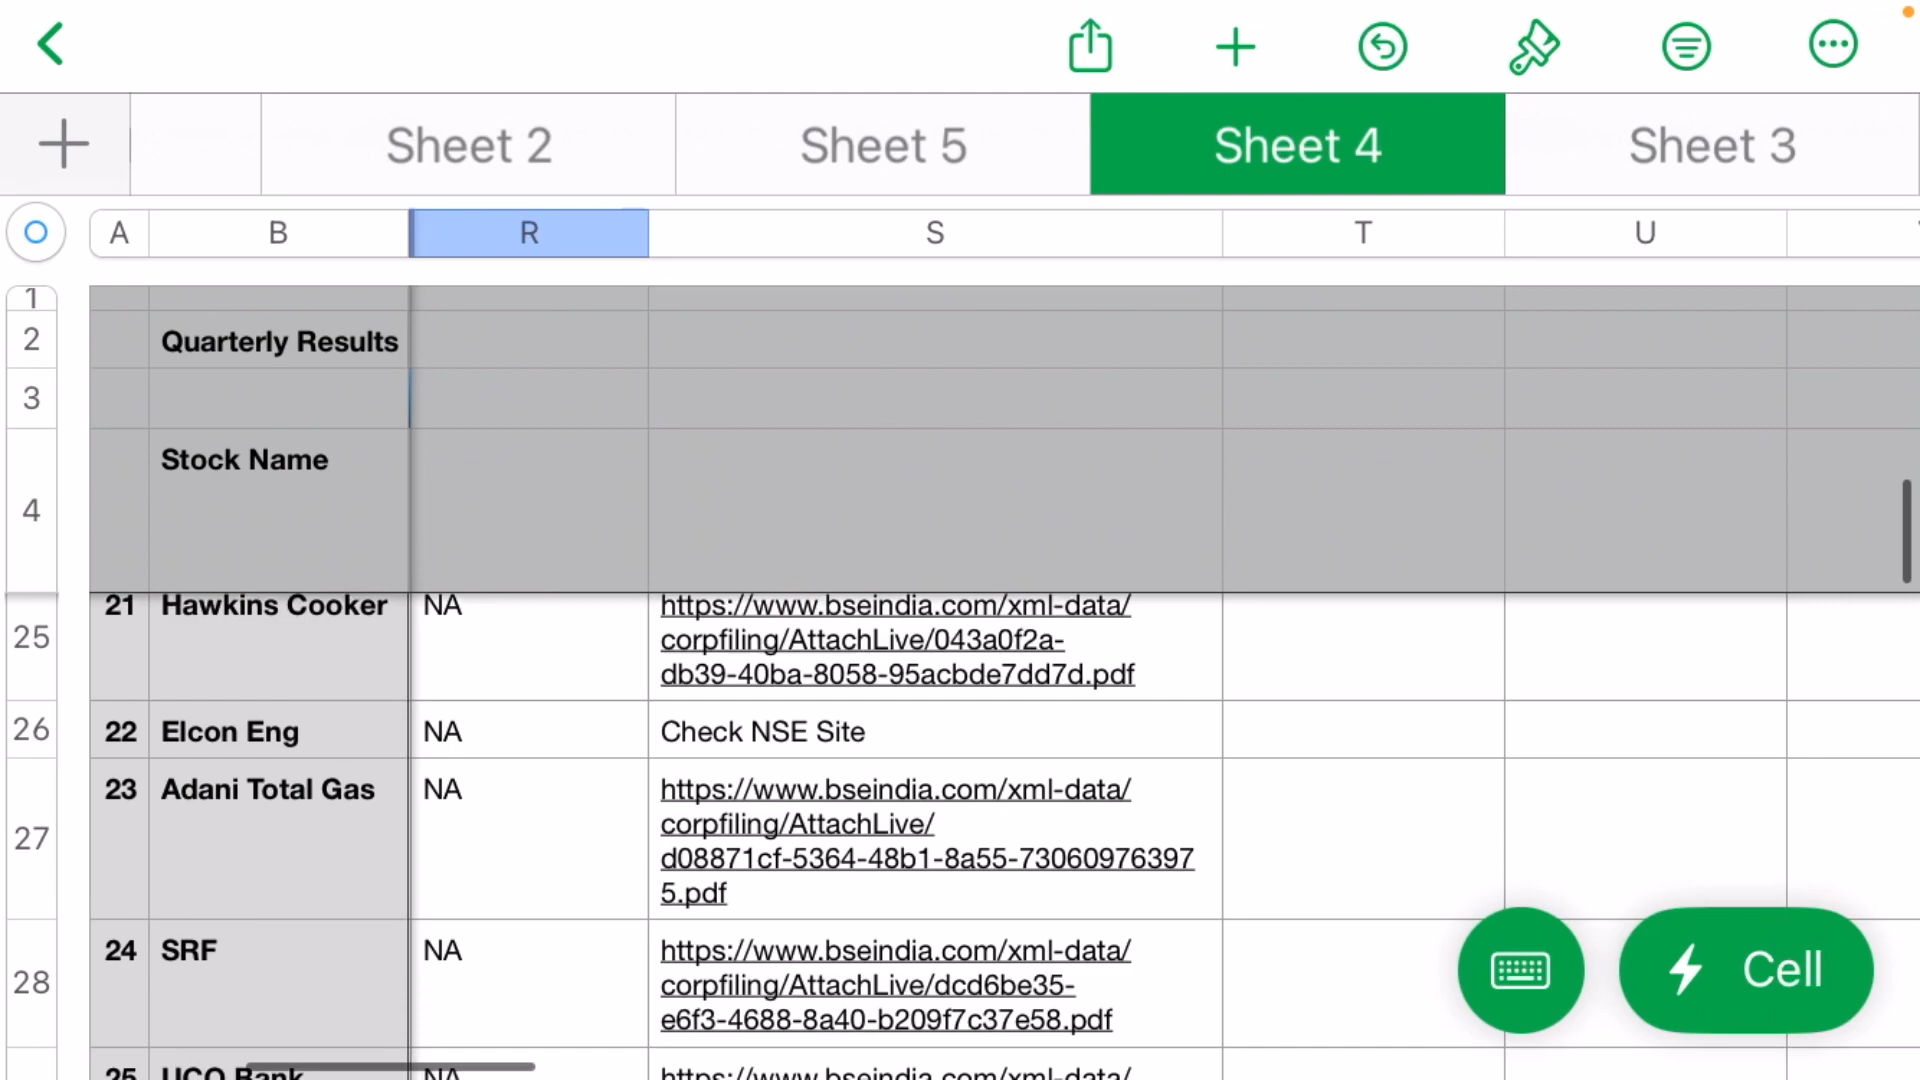 Sheet 2
Sheet 5
Sheet 4
Sheet 3
A
B
R
S
T
U
1
2
Quarterly Results
3
4
Stock Name
25
21
Hawkins Cooker
NA
https://www.bseindia.com/xml-data/
corpfiling/AttachLive/043a0f2a-
db39-40ba-8058-95acbde7dd7d.pdf
26
22
Elcon Eng
NA
Check NSE Site
27
23
Adani Total Gas
NA
https://www.bseindia.com/xml-data/
corpfiling/AttachLive/
d08871cf-5364-48b1-8a55-73060976397
5.pdf
28
24
SRF
NA
https://www.bseindia.com/xml-data/
corpfiling/AttachLive/dcd6be35-
e6f3-4688-8a40-b209f7c37e58.pdf
Cell
25
UCO Bank
NA
https://www.bseindia.com/xml-data/